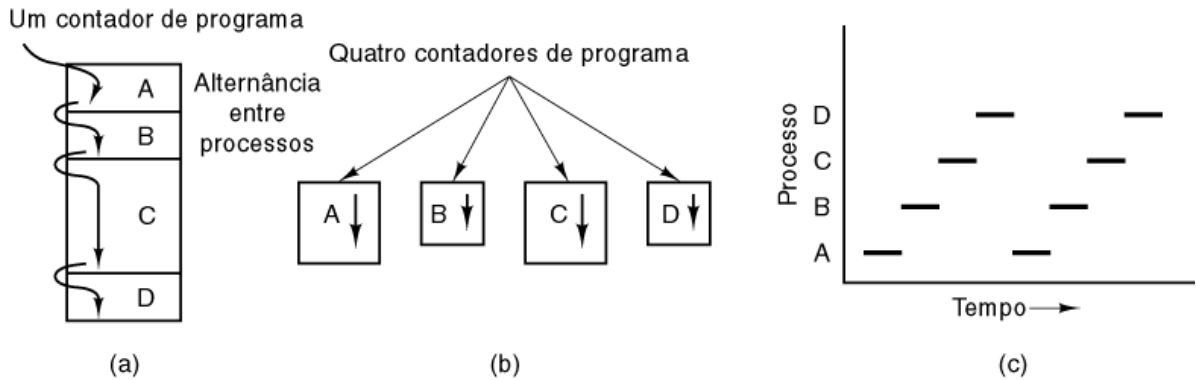 Um contador de programa
A
B
C
D
Alternância
entre
processos
(a)
Quatro contadores de programa
A
B
C
D
(b)
Processo
D
C
B
A
Tempo
(c)